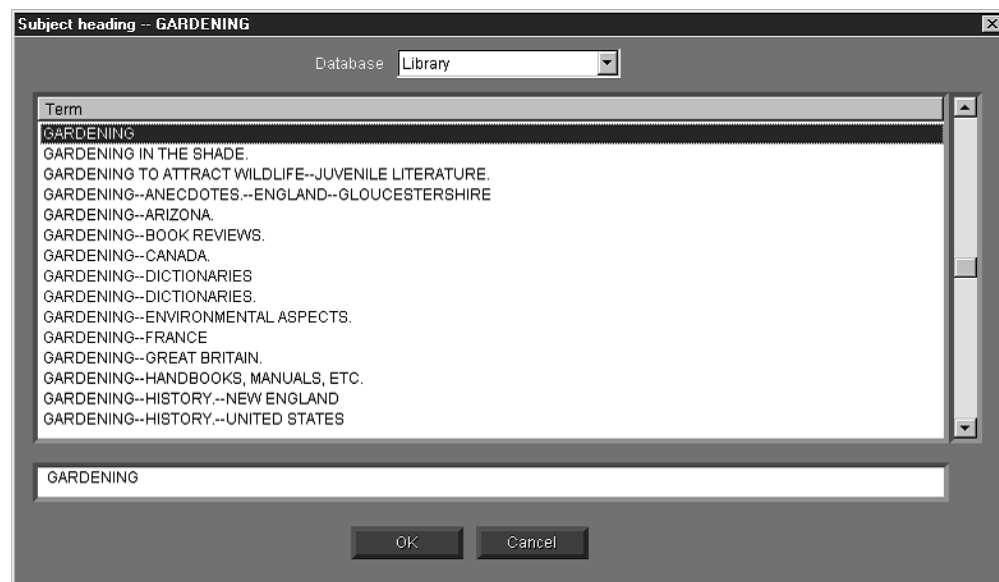 Subject heading -- GARDENING
Database Library
Term
GARDENING
GARDENING IN THE SHADE.
GARDENING TO ATTRACT WILDLIFE--JUVENILE LITERATURE.
GARDENING--ANECDOTES.--ENGLAND--GLOUCESTERSHIRE
GARDENING--ARIZONA.
GARDENING--BOOK REVIEWS.
GARDENING--CANADA.
GARDENING--DICTIONARIES
GARDENING--DICTIONARIES.
GARDENING--ENVIRONMENTAL ASPECTS.
GARDENING--FRANCE
GARDENING--GREAT BRITAIN.
GARDENING--HANDBOOKS, MANUALS, ETC.
GARDENING--HISTORY.--NEW ENGLAND
GARDENING--HISTORY.--UNITED STATES
GARDENING
OK Cancel